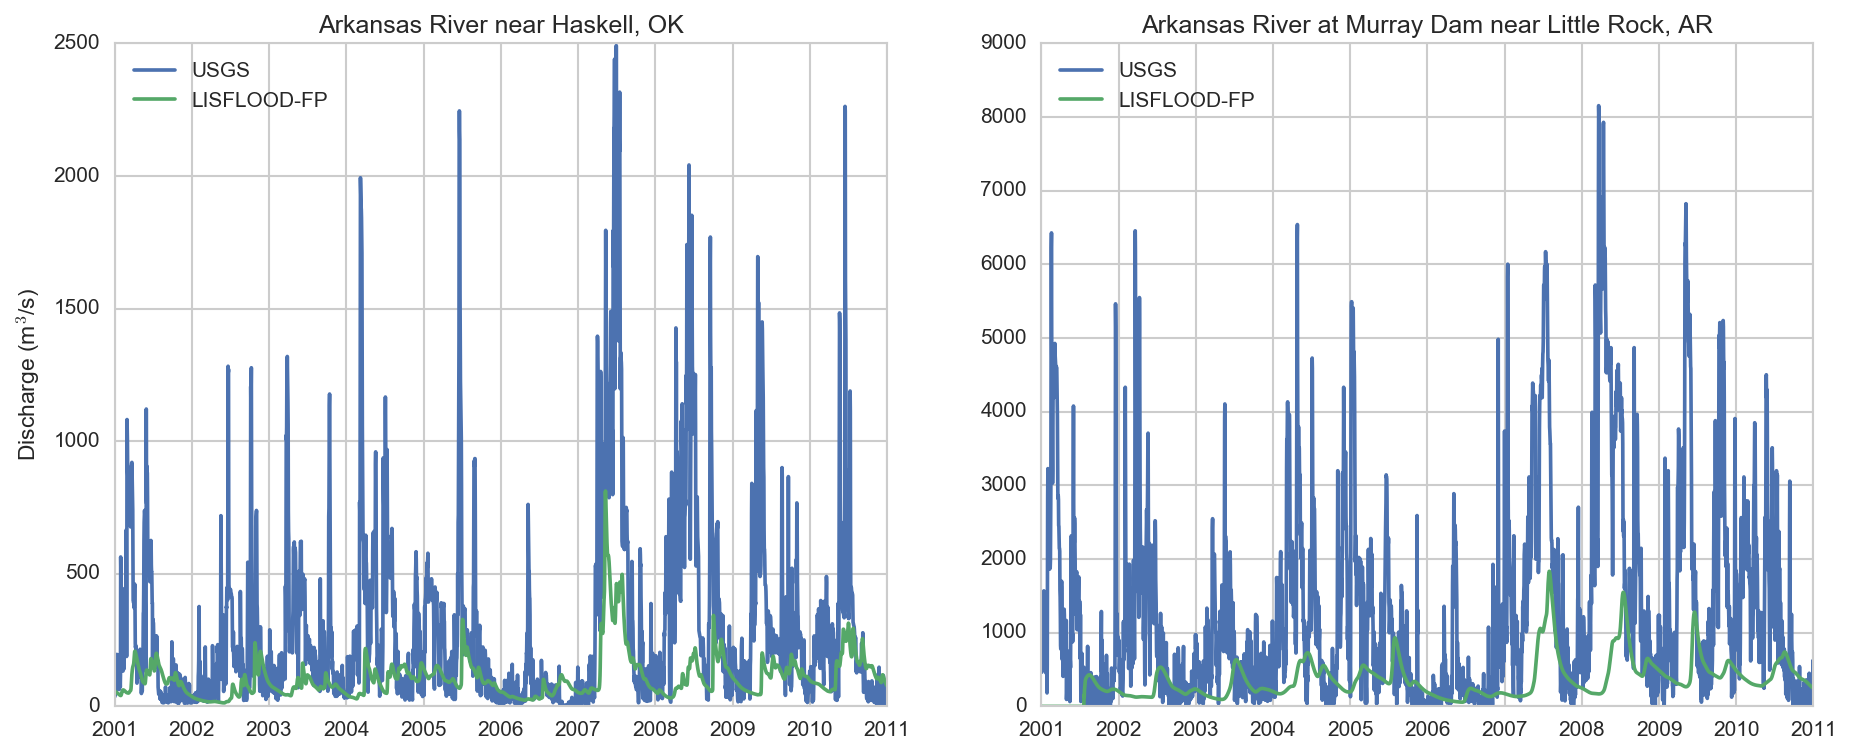 Arkansas River near Haskell, OK
2500
2000
1500
1000
500
0
Discharge (m³/s)
USGS
LISFLOOD-FP
2001 2002 2003 2004 2005 2006 2007 2008 2009 2010 2011
Arkansas River at Murray Dam near Little Rock, AR
9000
8000
7000
6000
5000
4000
3000
2000
1000
0
USGS
LISFLOOD-FP
2001 2002 2003 2004 2005 2006 2007 2008 2009 2010 2011